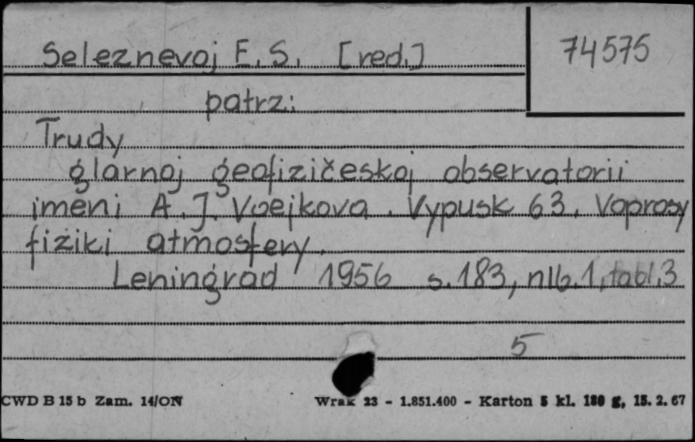 Seleznevoj E.S. [red.]
74575
patrz:
Trudy
glarnoj geofizičeskoj observatorii
imeni A.J. Voejkova. Vypusk 63. Voprosy
fiziki atmosfery.
Leningrad 1956 s.183, nlb.1, tabl.3
5
CWD B 15 b Zam. 14/ON
Wrak 23 - 1.851.400 - Karton 5 kl. 180 g, 15.2.67